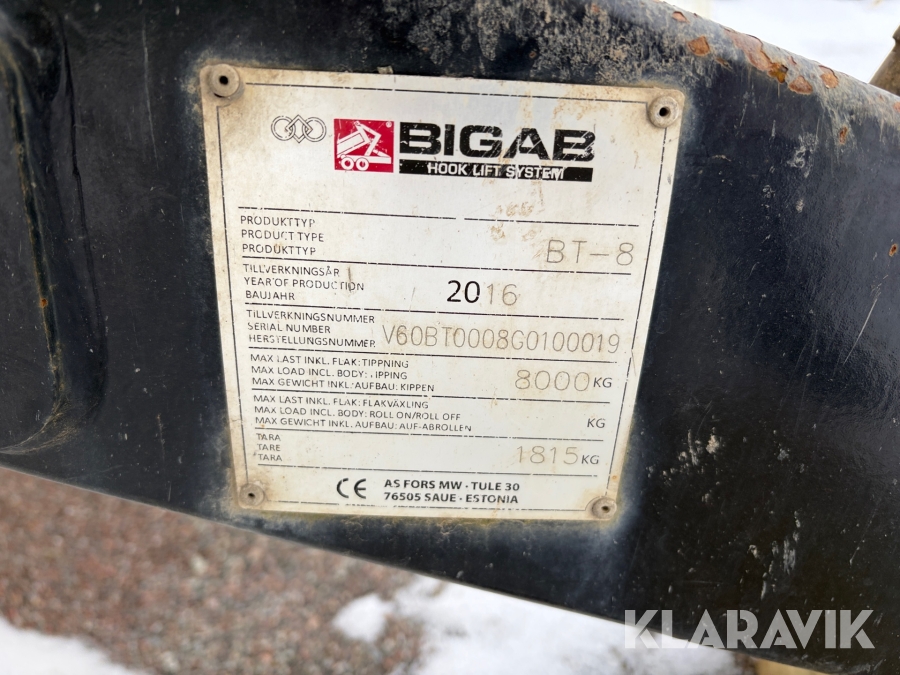 BIGAB
HOOK LIFT SYSTEM
PRODUKTTYP
PRODUCT TYPE
PRODUKTTYP
BT-8
TILLVERKNINGSÅR
YEAR OF PRODUCTION
BAUJAHR
2016
TILLVERKNINGSNUMMER
SERIAL NUMBER
HERSTELLUNGSNUMMER
V60BT0008G0100019
MAX LAST INKL. FLAK: TIPPNING
MAX LOAD INCL. BODY: TIPPING
MAX GEWICHT INKL. AUFBAU: KIPPEN
8000 KG
MAX LAST INKL. FLAK: FLAKVÄXLING
MAX LOAD INCL. BODY: ROLL ON/ROLL OFF
MAX GEWICHT INKL. AUFBAU: AUF-ABROLLEN
KG
TARA
TARE
TARA
1815 KG
CE
AS FORS MW · TULE 30
76505 SAUE · ESTONIA
KLARAVIK